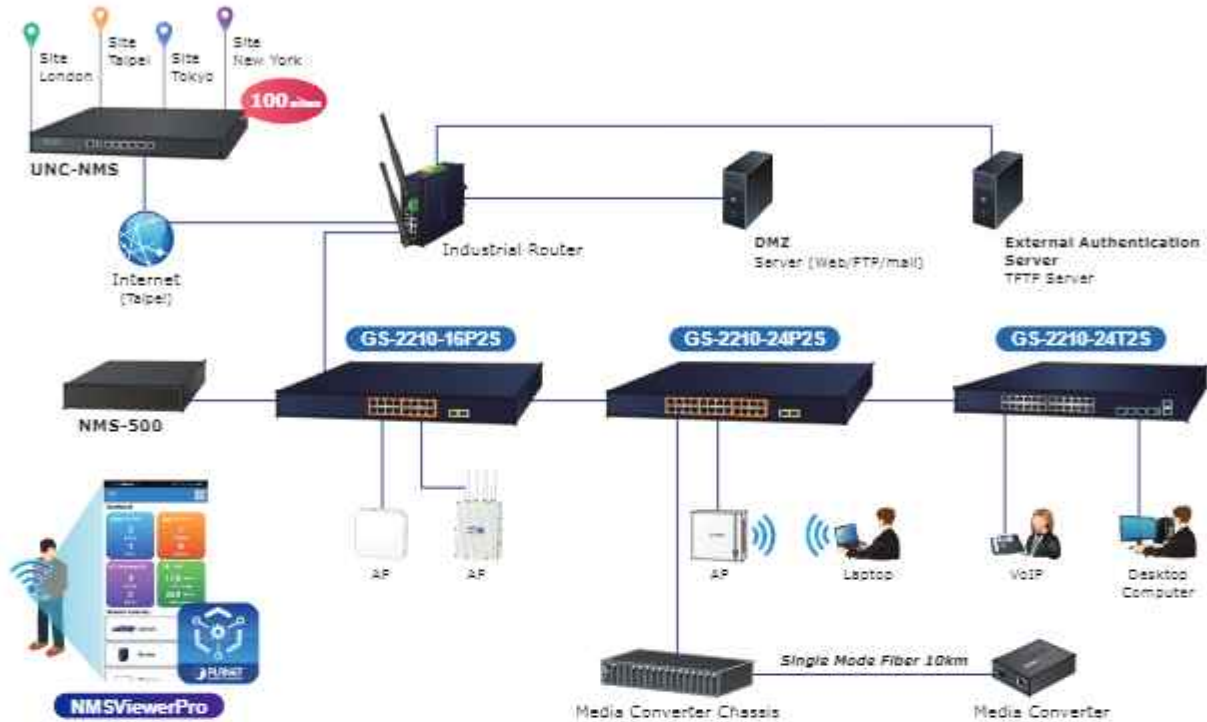 Site
London
Site
Taipei
Site
Tokyo
Site
New York
100
UNC-NMS
Internet
(Taipei)
Industrial Router
DMZ
Server (Web/FTP/mail)
External Authentication
Server
TFTP Server
GS-2210-16P2S
GS-2210-24P2S
GS-2210-24T2S
NMS-500
AP
AP
AP
Laptop
VoIP
Desktop
Computer
PLANET
NMSViewerPro
Single Mode Fiber 10km
Media Converter Chassis
Media Converter